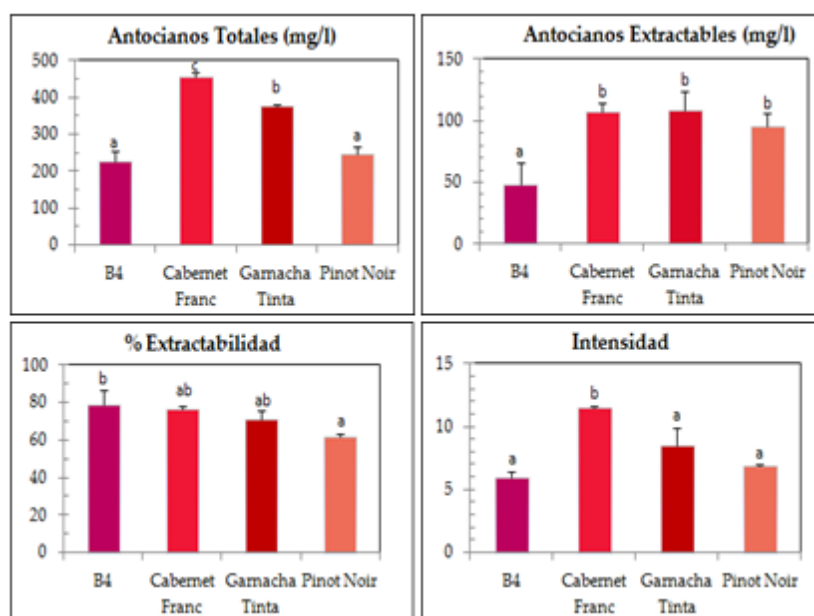 Antocianos Totales (mg/l)
500
400
300
200
100
000
a
c
b
a
B4
Cabernet
Franc
Garnacha
Tinta
Pinot Noir
Antocianos Extractables (mg/l)
150
100
50
0
a
b
b
b
B4
Cabernet
Franc
Garnacha
Tinta
Pinot Noir
% Extractabilidad
100
80
60
40
20
0
b
ab
ab
a
B4
Cabernet
Franc
Garnacha
Tinta
Pinot Noir
Intensidad
15
10
5
0
a
b
a
a
B4
Cabernet
Franc
Garnacha
Tinta
Pinot Noir